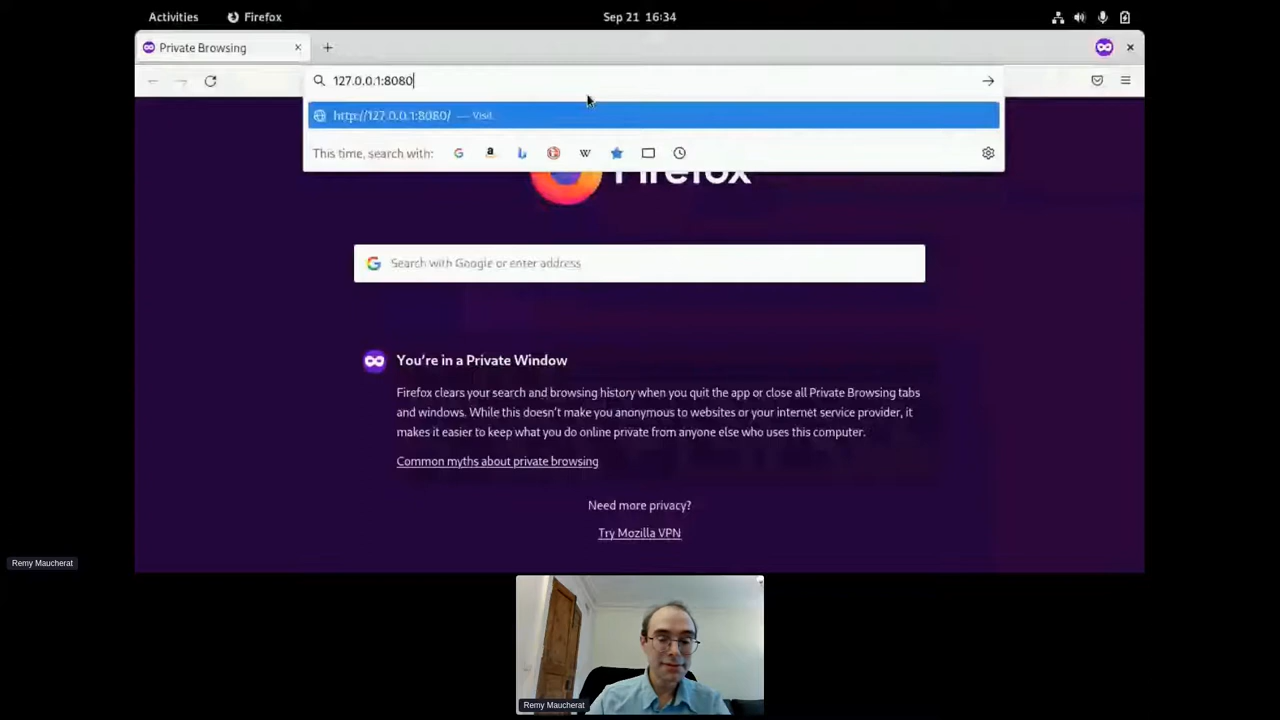 Activities
Firefox
Sep 21 16:34
Private Browsing
127.0.0.1:8080
http://127.0.0.1:8080/ — Visit
This time, search with:
Firefox
Search with Google or enter address
You're in a Private Window
Firefox clears your search and browsing history when you quit the app or close all Private Browsing tabs
and windows. While this doesn't make you anonymous to websites or your internet service provider, it
makes it easier to keep what you do online private from anyone else who uses this computer.
Common myths about private browsing
Need more privacy?
Try Mozilla VPN
Remy Maucherat
Remy Maucherat